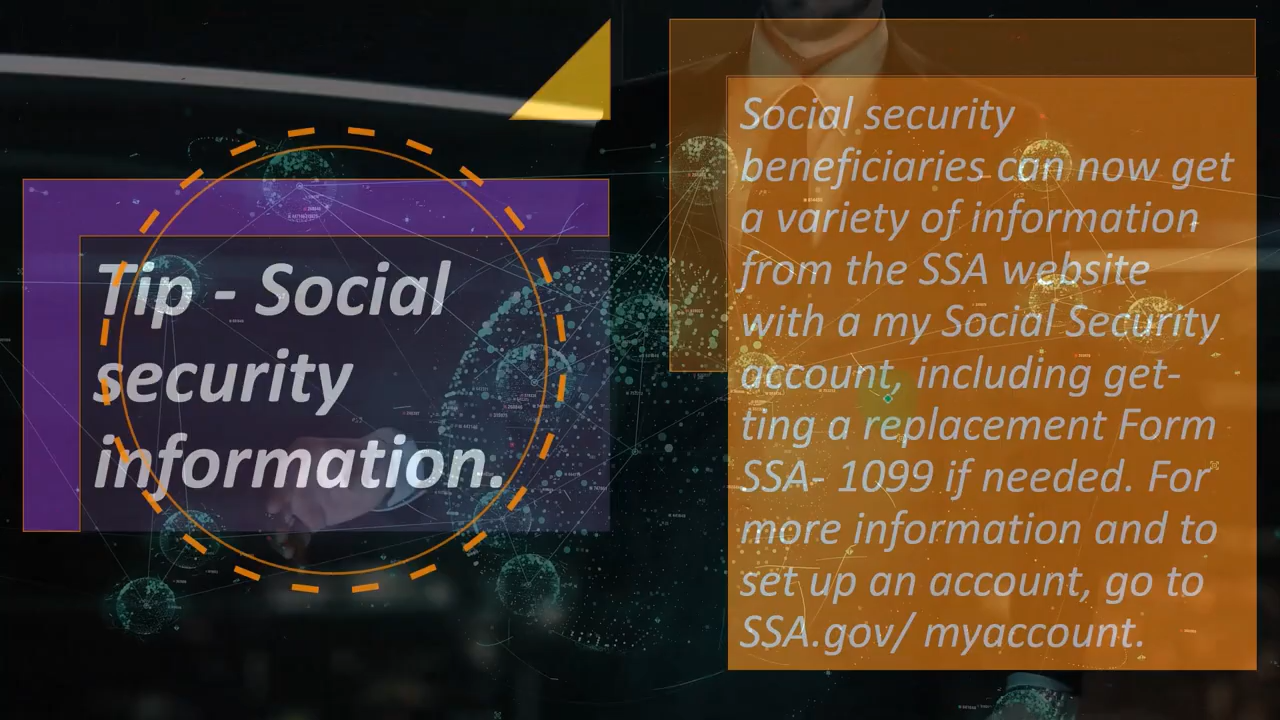 Tip - Social
security
information.
Social security
beneficiaries can now get
a variety of information
from the SSA website
with a my Social Security
account, including get-
ting a replacement Form
SSA- 1099 if needed. For
more information and to
set up an account, go to
SSA.gov/ myaccount.